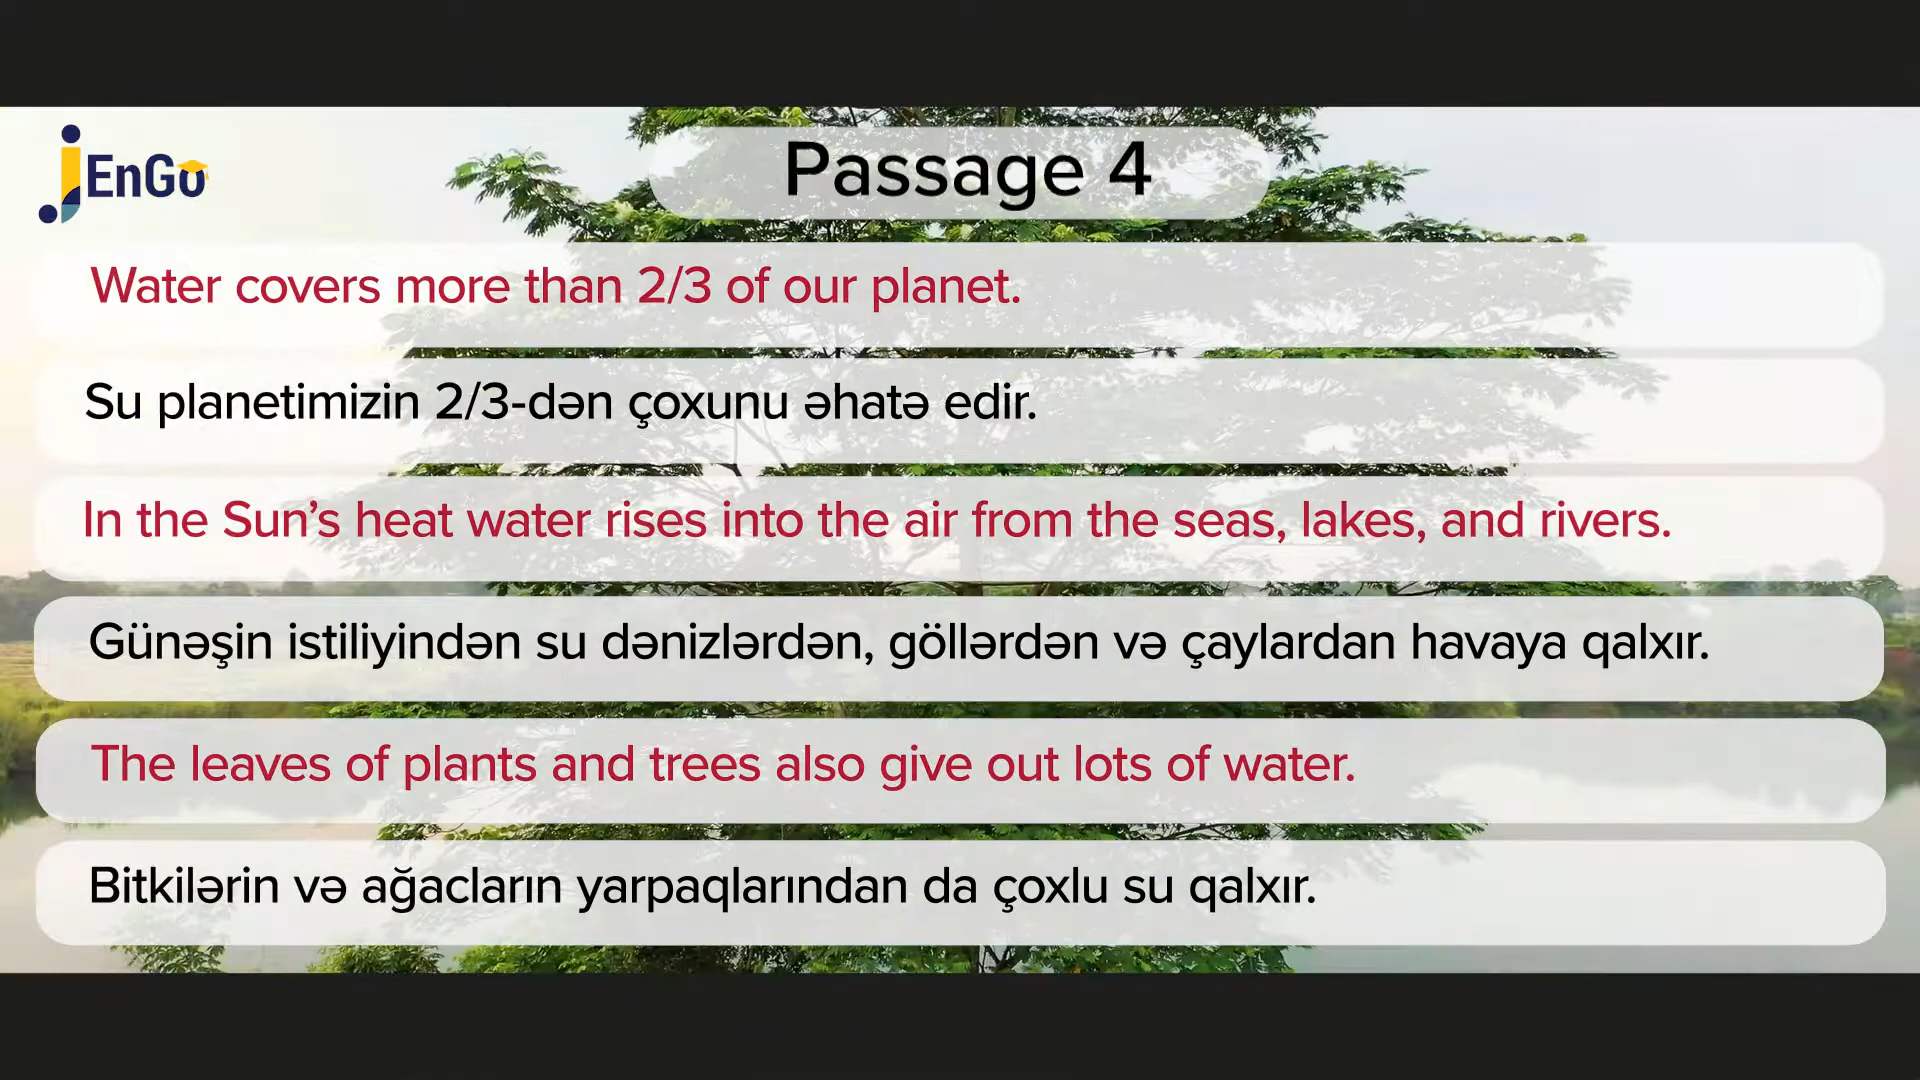 jEnGo
Passage 4
Water covers more than 2/3 of our planet.
Su planetimizin 2/3-dən çoxunu əhatə edir.
In the Sun’s heat water rises into the air from the seas, lakes, and rivers.
Günəşin istiliyindən su dənizlərdən, göllərdən və çaylardan havaya qalxır.
The leaves of plants and trees also give out lots of water.
Bitkilərin və ağacların yarpaqlarından da çoxlu su qalxır.